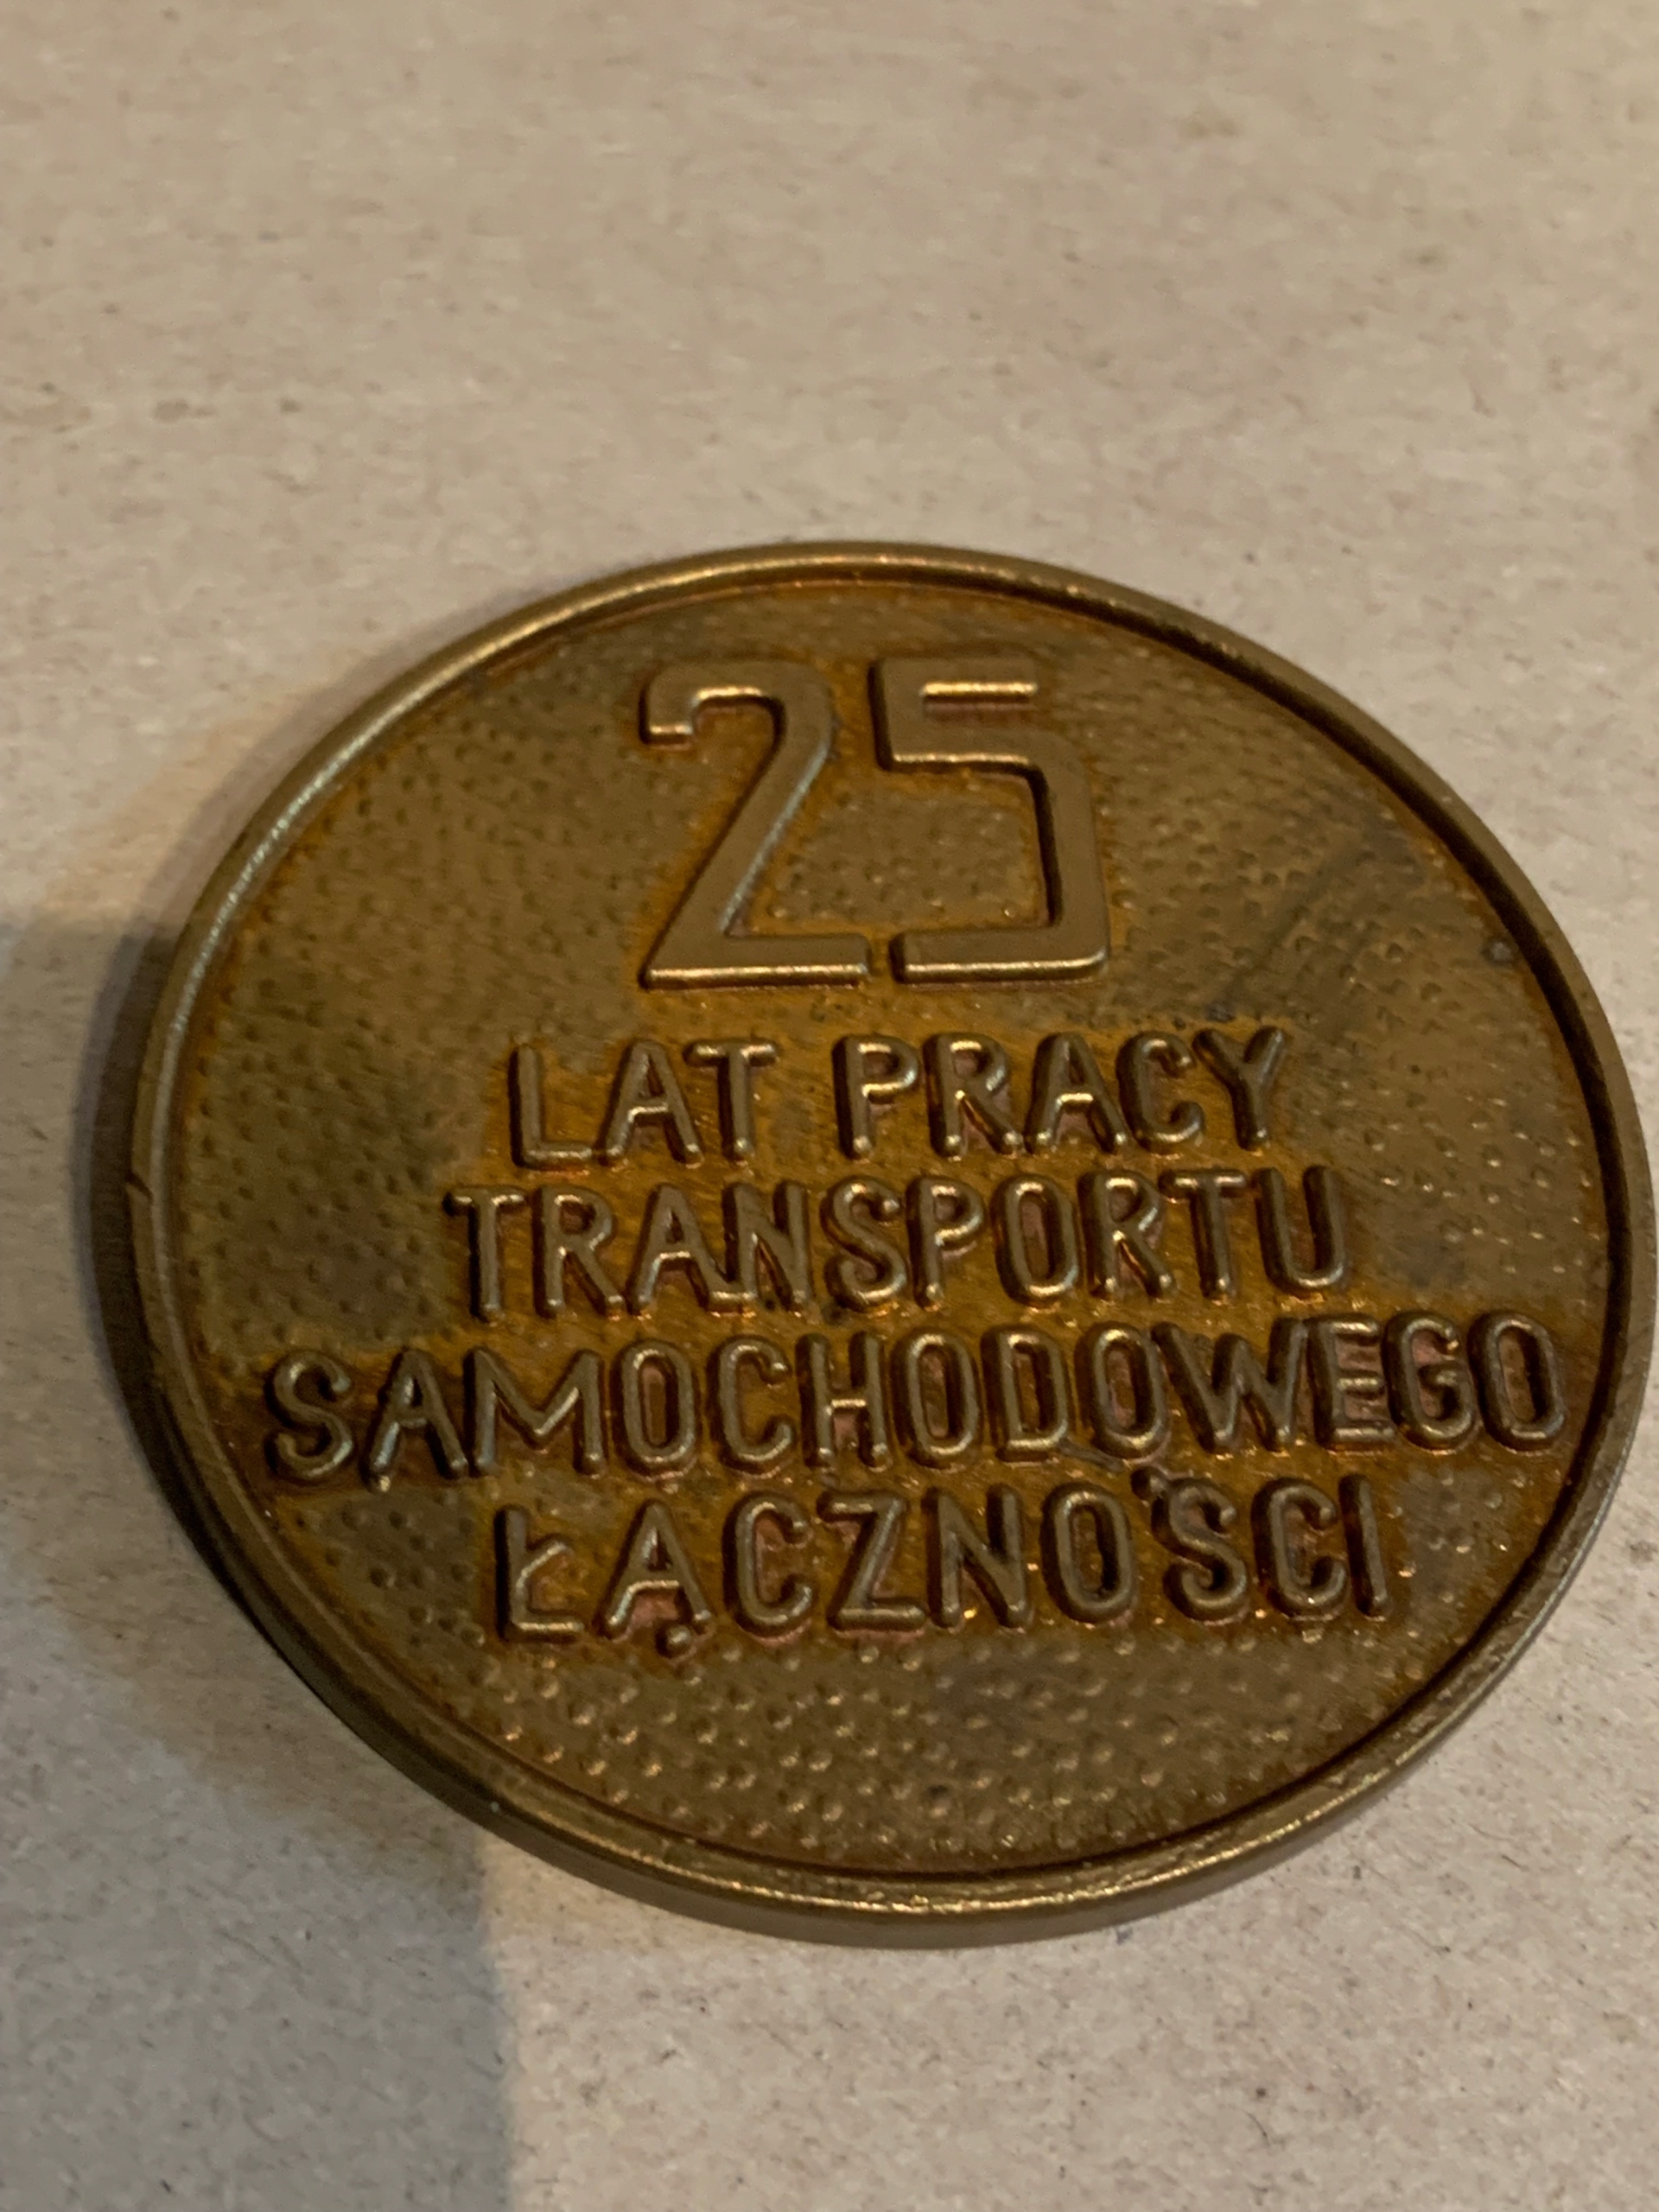 25
LAT PRACY
TRANSPORTU
SAMOCHODOWEGO
ŁĄCZNOŚCI